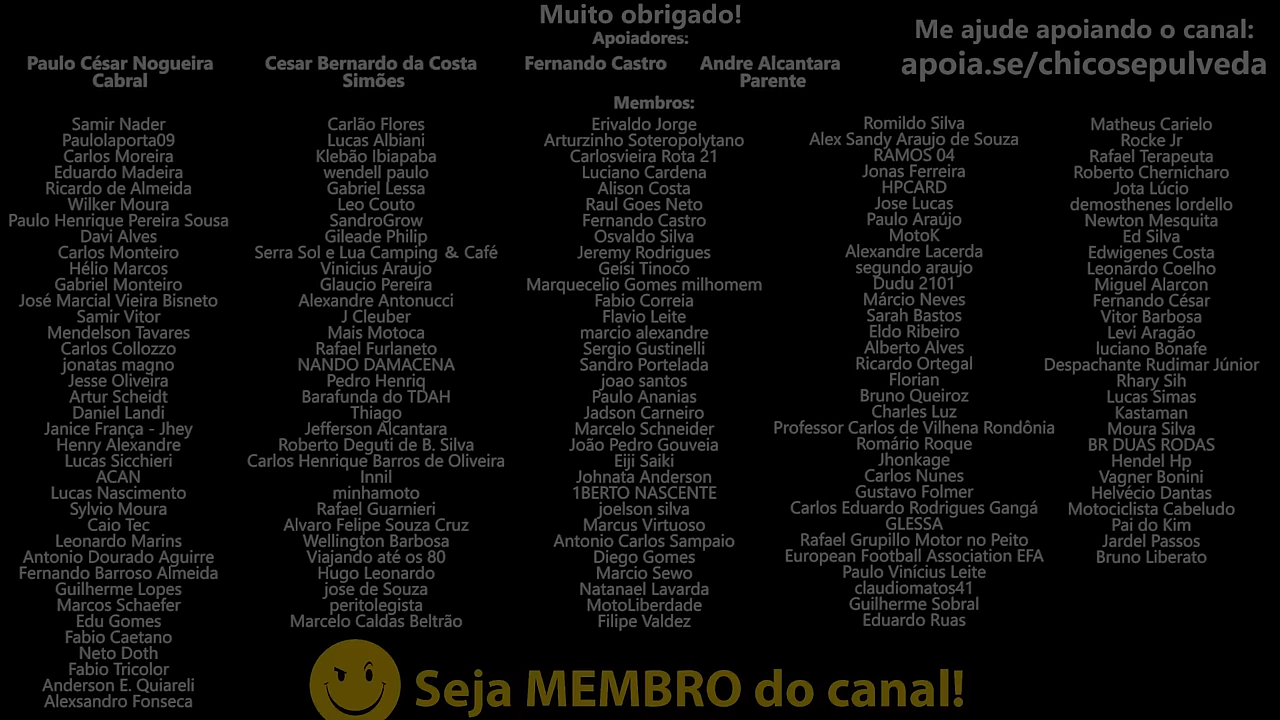 Muito obrigado!
Apoiadores:
Me ajude apoiando o canal:
apoia.se/chicosepulveda
Paulo César Nogueira
Cabral
Cesar Bernardo da Costa
Simões
Fernando Castro
Andre Alcantara
Parente
Membros:
Samir Nader
Paulolaporta09
Carlos Moreira
Eduardo Madeira
Ricardo de Almeida
Wilker Moura
Paulo Henrique Pereira Sousa
Davi Alves
Carlos Monteiro
Hélio Marcos
Gabriel Monteiro
José Marcial Vieira Bisneto
Samir Vitor
Mendelson Tavares
Carlos Collozzo
jonatas magno
Jesse Oliveira
Artur Scheidt
Daniel Landi
Janice França - Jhey
Henry Alexandre
Lucas Sicchieri
ACAN
Lucas Nascimento
Sylvio Moura
Caio Tec
Leonardo Marins
Antonio Dourado Aguirre
Fernando Barroso Almeida
Guilherme Lopes
Marcos Schaefer
Edu Gomes
Fabio Caetano
Neto Doth
Fabio Tricolor
Anderson E. Quiareli
Alexsandro Fonseca
Carlão Flores
Lucas Albiani
Klebão Ibiapaba
wendell paulo
Gabriel Lessa
Leo Couto
SandroGrow
Gileade Philip
Serra Sol e Lua Camping & Café
Vinicius Araujo
Glaucio Pereira
Alexandre Antonucci
J Cleuber
Mais Motoca
Rafael Furlaneto
NANDO DAMACENA
Pedro Henriq
Barafunda do TDAH
Thiago
Jefferson Alcantara
Roberto Deguti de B. Silva
Carlos Henrique Barros de Oliveira
Innil
minhamoto
Rafael Guarnieri
Alvaro Felipe Souza Cruz
Wellington Barbosa
Viajando até os 80
Hugo Leonardo
jose de Souza
peritolegista
Marcelo Caldas Beltrão
Erivaldo Jorge
Arturzinho Soteropolytano
Carlosvieira Rota 21
Luciano Cardena
Alison Costa
Raul Goes Neto
Fernando Castro
Osvaldo Silva
Jeremy Rodrigues
Geisi Tinoco
Marquecelio Gomes milhomem
Fabio Correia
Flavio Leite
marcio alexandre
Sergio Gustinelli
Sandro Portelada
joao santos
Paulo Ananias
Jadson Carneiro
Marcelo Schneider
João Pedro Gouveia
Eiji Saiki
Johnata Anderson
1BERTO NASCENTE
joelson silva
Marcus Virtuoso
Antonio Carlos Sampaio
Diego Gomes
Marcio Sewo
Natanael Lavarda
MotoLiberdade
Filipe Valdez
Romildo Silva
Alex Sandy Araujo de Souza
RAMOS 04
Jonas Ferreira
HPCARD
Jose Lucas
Paulo Araújo
MotoK
Alexandre Lacerda
segundo araujo
Dudu 2101
Márcio Neves
Sarah Bastos
Eldo Ribeiro
Alberto Alves
Ricardo Ortegal
Florian
Bruno Queiroz
Charles Luz
Professor Carlos de Vilhena Rondônia
Romário Roque
Jhonkage
Carlos Nunes
Gustavo Folmer
Carlos Eduardo Rodrigues Gangá
GLESSA
Rafael Grupillo Motor no Peito
European Football Association EFA
Paulo Vinícius Leite
claudiomatos41
Guilherme Sobral
Eduardo Ruas
Matheus Carielo
Rocke Jr
Rafael Terapeuta
Roberto Chernicharo
Jota Lúcio
demosthenes lordello
Newton Mesquita
Ed Silva
Edwigenes Costa
Leonardo Coelho
Miguel Alarcon
Fernando César
Vitor Barbosa
Levi Aragão
luciano Bonafe
Despachante Rudimar Júnior
Rhary Sih
Lucas Simas
Kastaman
Moura Silva
BR DUAS RODAS
Hendel Hp
Vagner Bonini
Helvécio Dantas
Motociclista Cabeludo
Pai do Kim
Jardel Passos
Bruno Liberato
Seja MEMBRO do canal!